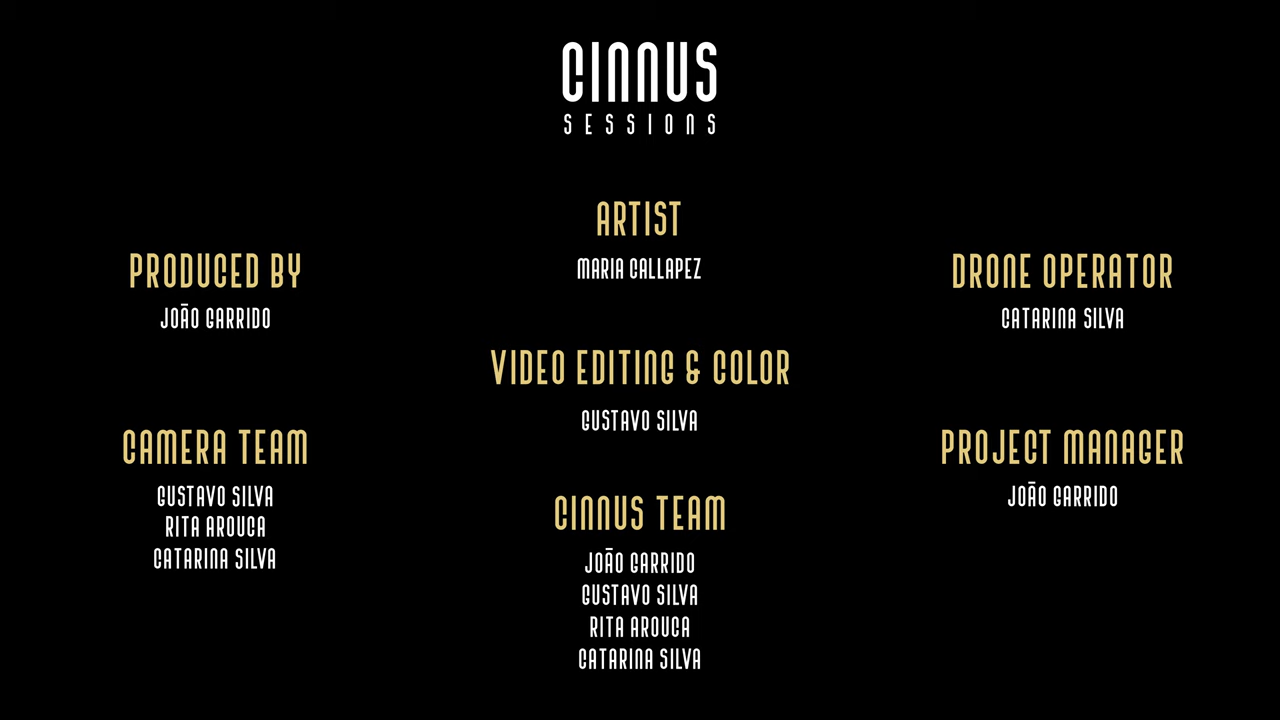 CINNUS
SESSIONS
PRODUCED BY
JOÃO GARRIDO
CAMERA TEAM
GUSTAVO SILVA
RITA AROUCA
CATARINA SILVA
ARTIST
MARIA CALLAPEZ
VIDEO EDITING & COLOR
GUSTAVO SILVA
CINNUS TEAM
JOÃO GARRIDO
GUSTAVO SILVA
RITA AROUCA
CATARINA SILVA
DRONE OPERATOR
CATARINA SILVA
PROJECT MANAGER
JOÃO GARRIDO